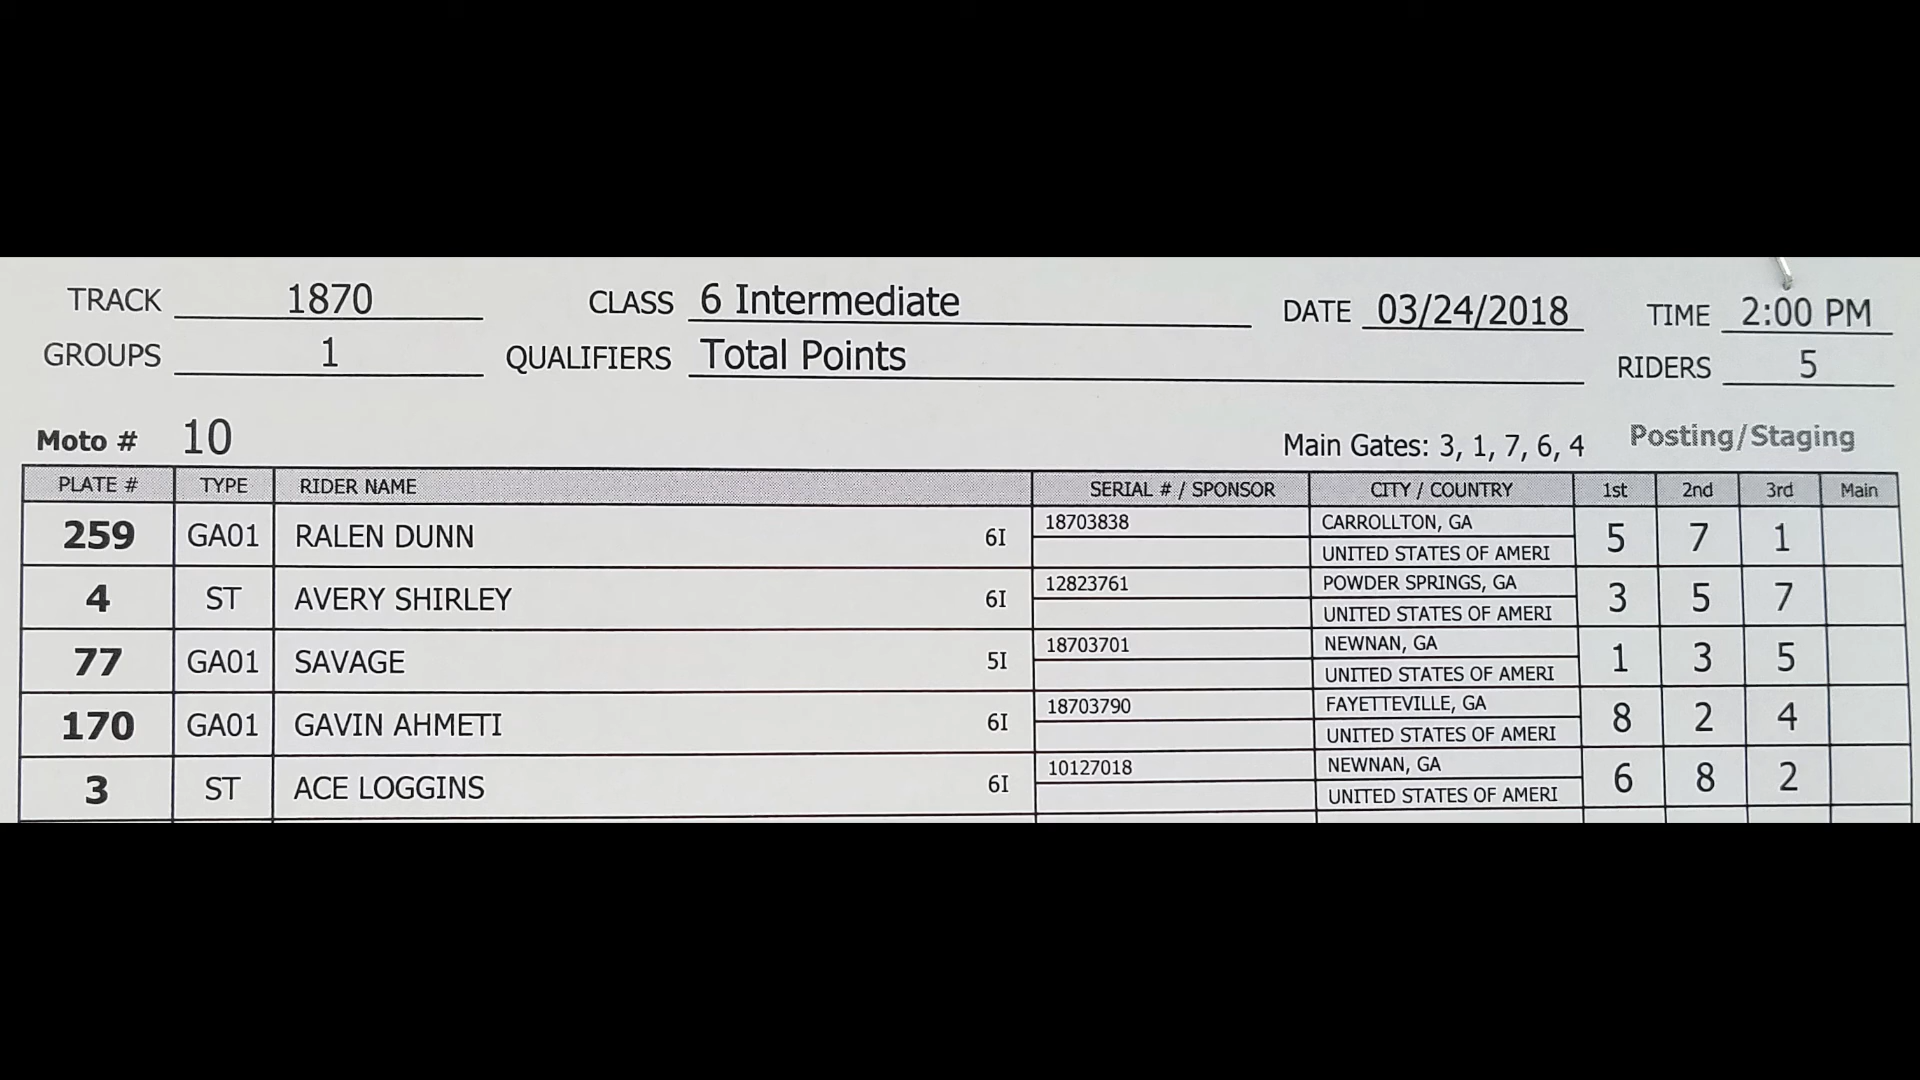 TRACK 1870 CLASS 6 Intermediate DATE 03/24/2018 TIME 2:00 PM
GROUPS 1 QUALIFIERS Total Points RIDERS 5
Moto # 10 Main Gates: 3, 1, 7, 6, 4 Posting/Staging
PLATE # TYPE RIDER NAME SERIAL # / SPONSOR CITY / COUNTRY 1st 2nd 3rd Main
259 GA01 RALEN DUNN 6I 18703838 CARROLLTON, GA 5 7 1
UNITED STATES OF AMERI
4 ST AVERY SHIRLEY 6I 12823761 POWDER SPRINGS, GA 3 5 7
UNITED STATES OF AMERI
77 GA01 SAVAGE 5I 18703701 NEWNAN, GA 1 3 5
UNITED STATES OF AMERI
170 GA01 GAVIN AHMETI 6I 18703790 FAYETTEVILLE, GA 8 2 4
UNITED STATES OF AMERI
3 ST ACE LOGGINS 6I 10127018 NEWNAN, GA 6 8 2
UNITED STATES OF AMERI